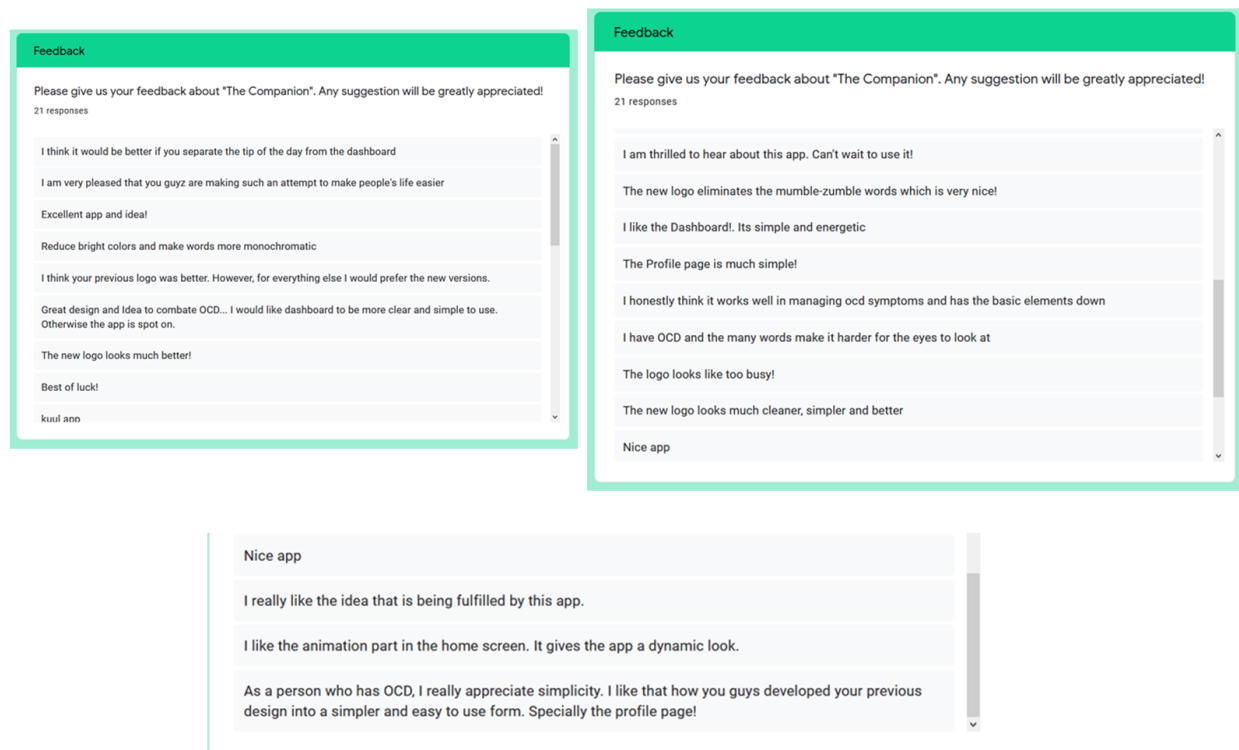 Feedback
Please give us your feedback about "The Companion". Any suggestion will be greatly appreciated!
21 responses
I think it would be better if you separate the tip of the day from the dashboard
I am very pleased that you guyz are making such an attempt to make people's life easier
Excellent app and idea!
Reduce bright colors and make words more monochromatic
I think your previous logo was better. However, for everything else I would prefer the new versions.
Great design and Idea to combate OCD... I would like dashboard to be more clear and simple to use.
Otherwise the app is spot on.
The new logo looks much better!
Best of luck!
kuul app
Feedback
Please give us your feedback about "The Companion". Any suggestion will be greatly appreciated!
21 responses
I am thrilled to hear about this app. Can't wait to use it!
The new logo eliminates the mumble-zumble words which is very nice!
I like the Dashboard!. Its simple and energetic
The Profile page is much simple!
I honestly think it works well in managing ocd symptoms and has the basic elements down
I have OCD and the many words make it harder for the eyes to look at
The logo looks like too busy!
The new logo looks much cleaner, simpler and better
Nice app
Nice app
I really like the idea that is being fulfilled by this app.
I like the animation part in the home screen. It gives the app a dynamic look.
As a person who has OCD, I really appreciate simplicity. I like that how you guys developed your previous
design into a simpler and easy to use form. Specially the profile page!